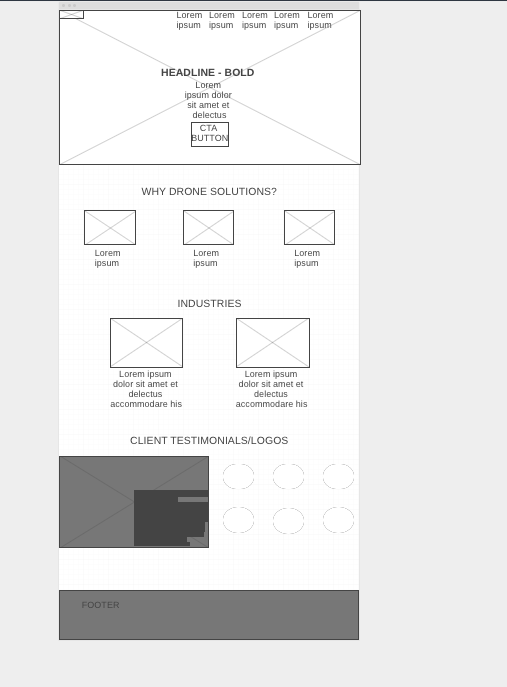 Lorem Lorem Lorem Lorem Lorem
ipsum ipsum ipsum ipsum ipsum
HEADLINE - BOLD
Lorem
ipsum dolor
sit amet et
delectus
CTA
BUTTON
WHY DRONE SOLUTIONS?
Lorem
ipsum
Lorem
ipsum
Lorem
ipsum
INDUSTRIES
Lorem ipsum
dolor sit amet et
delectus
accommodare his
Lorem ipsum
dolor sit amet et
delectus
accommodare his
CLIENT TESTIMONIALS/LOGOS
FOOTER